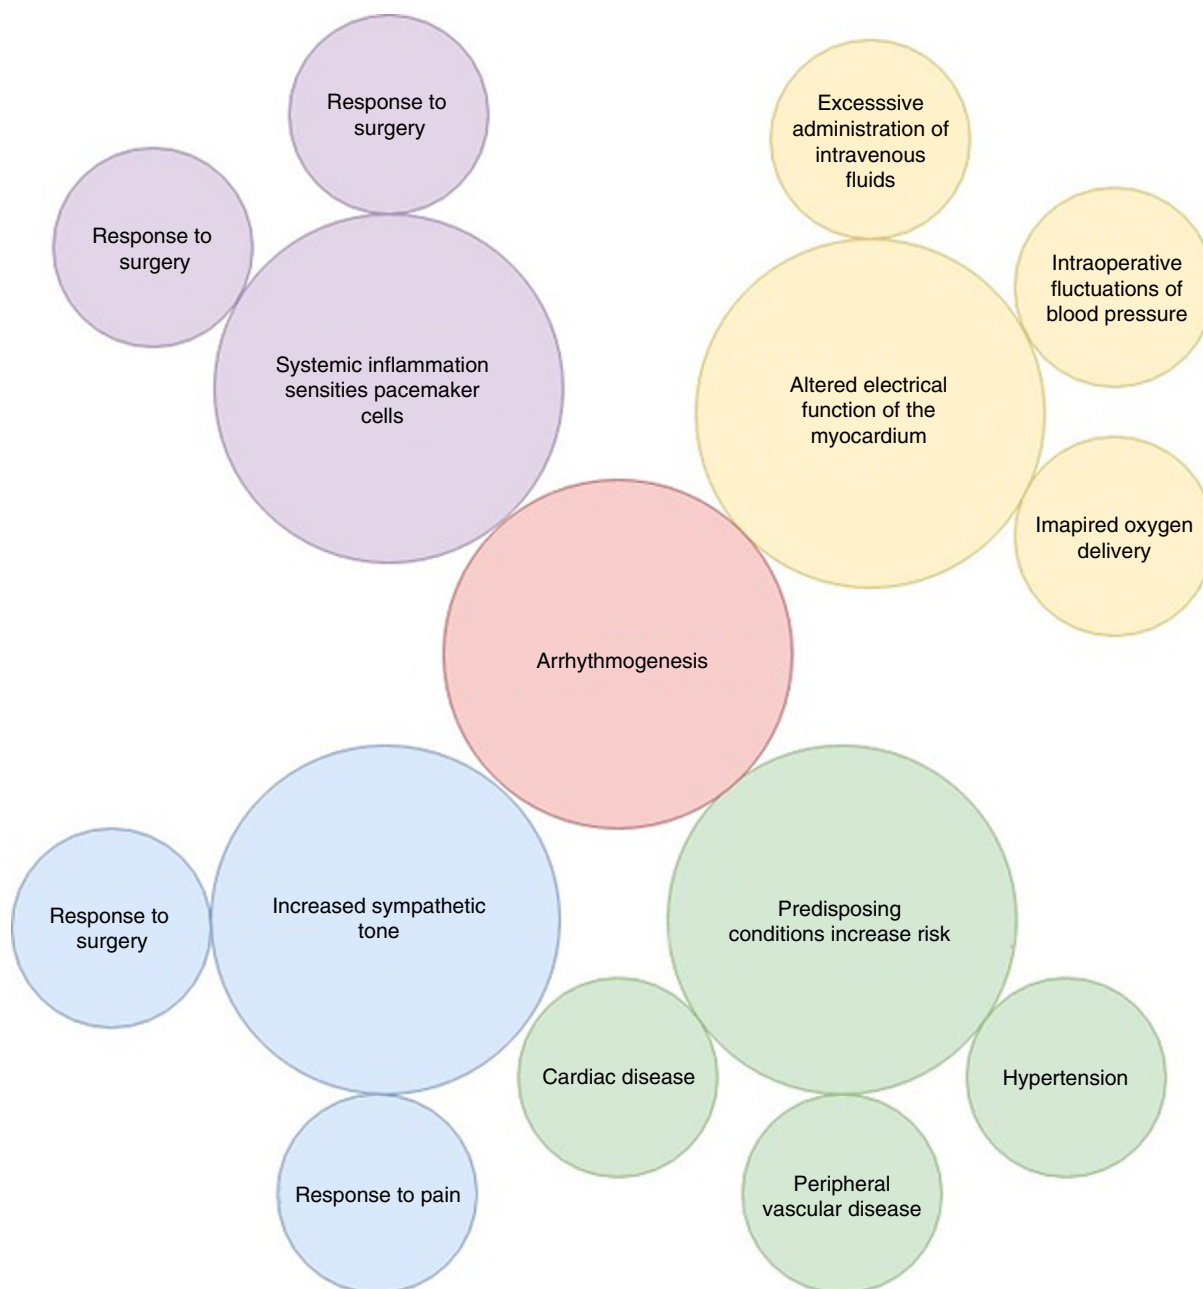 Response to
surgery
Response to
surgery
Systemic inflammation
sensities pacemaker
cells
Excesssive
administration of
intravenous
fluids
Intraoperative
fluctuations of
blood pressure
Altered electrical
function of the
myocardium
Imapired oxygen
delivery
Arrhythmogenesis
Increased sympathetic
tone
Response to
surgery
Response to pain
Predisposing
conditions increase risk
Cardiac disease
Peripheral
vascular disease
Hypertension